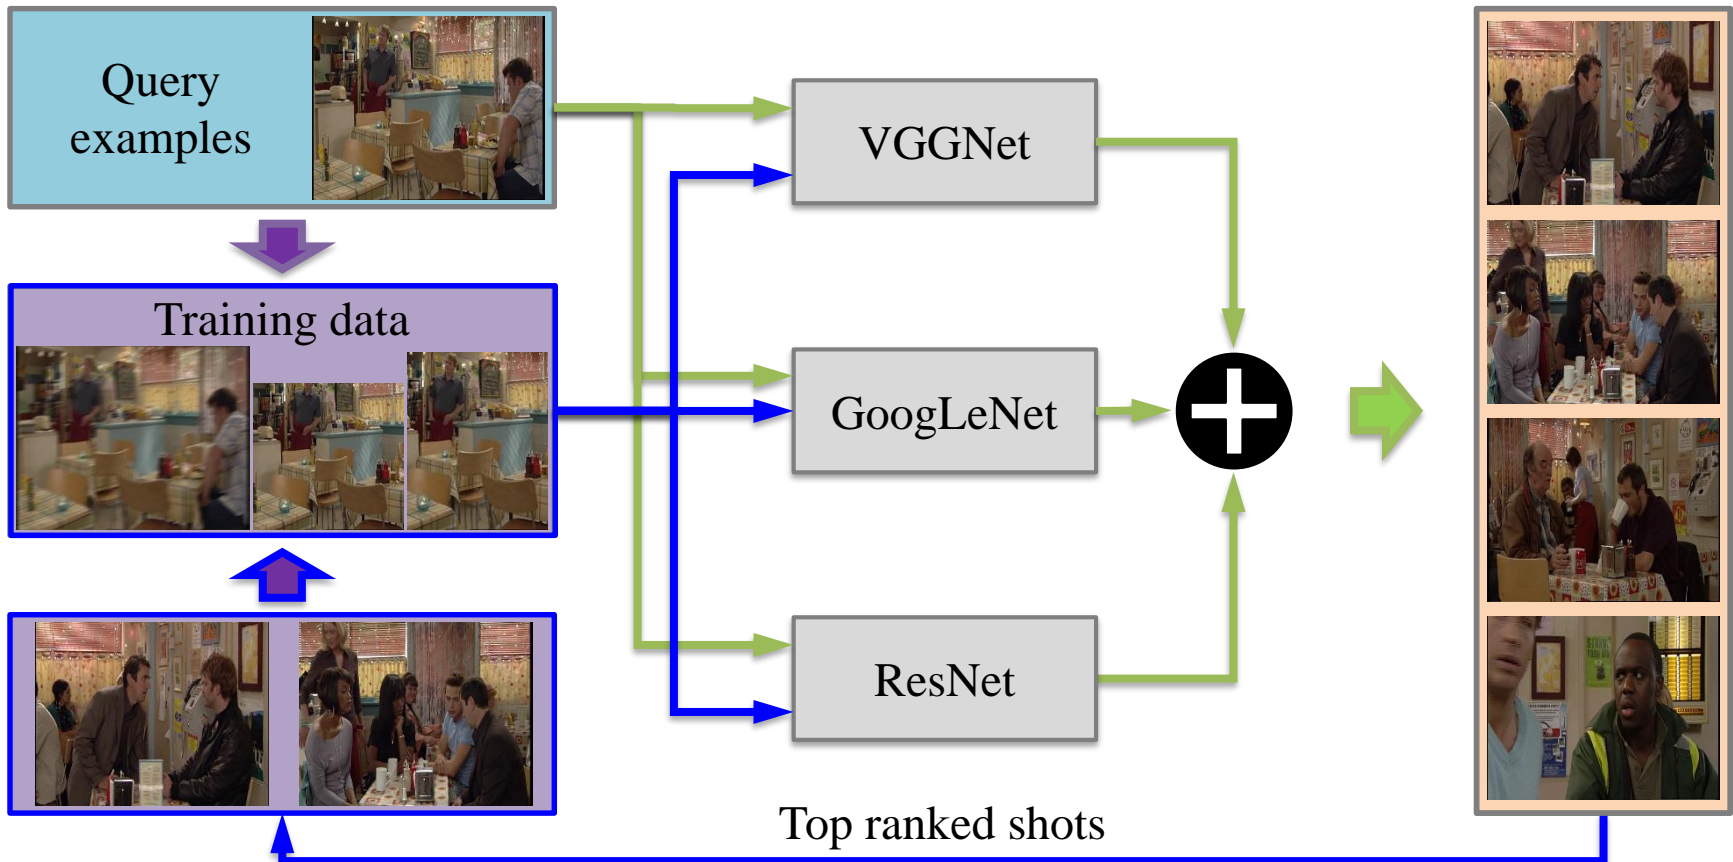 Query
examples
VGGNet
Training data
GoogLeNet
ResNet
Top ranked shots